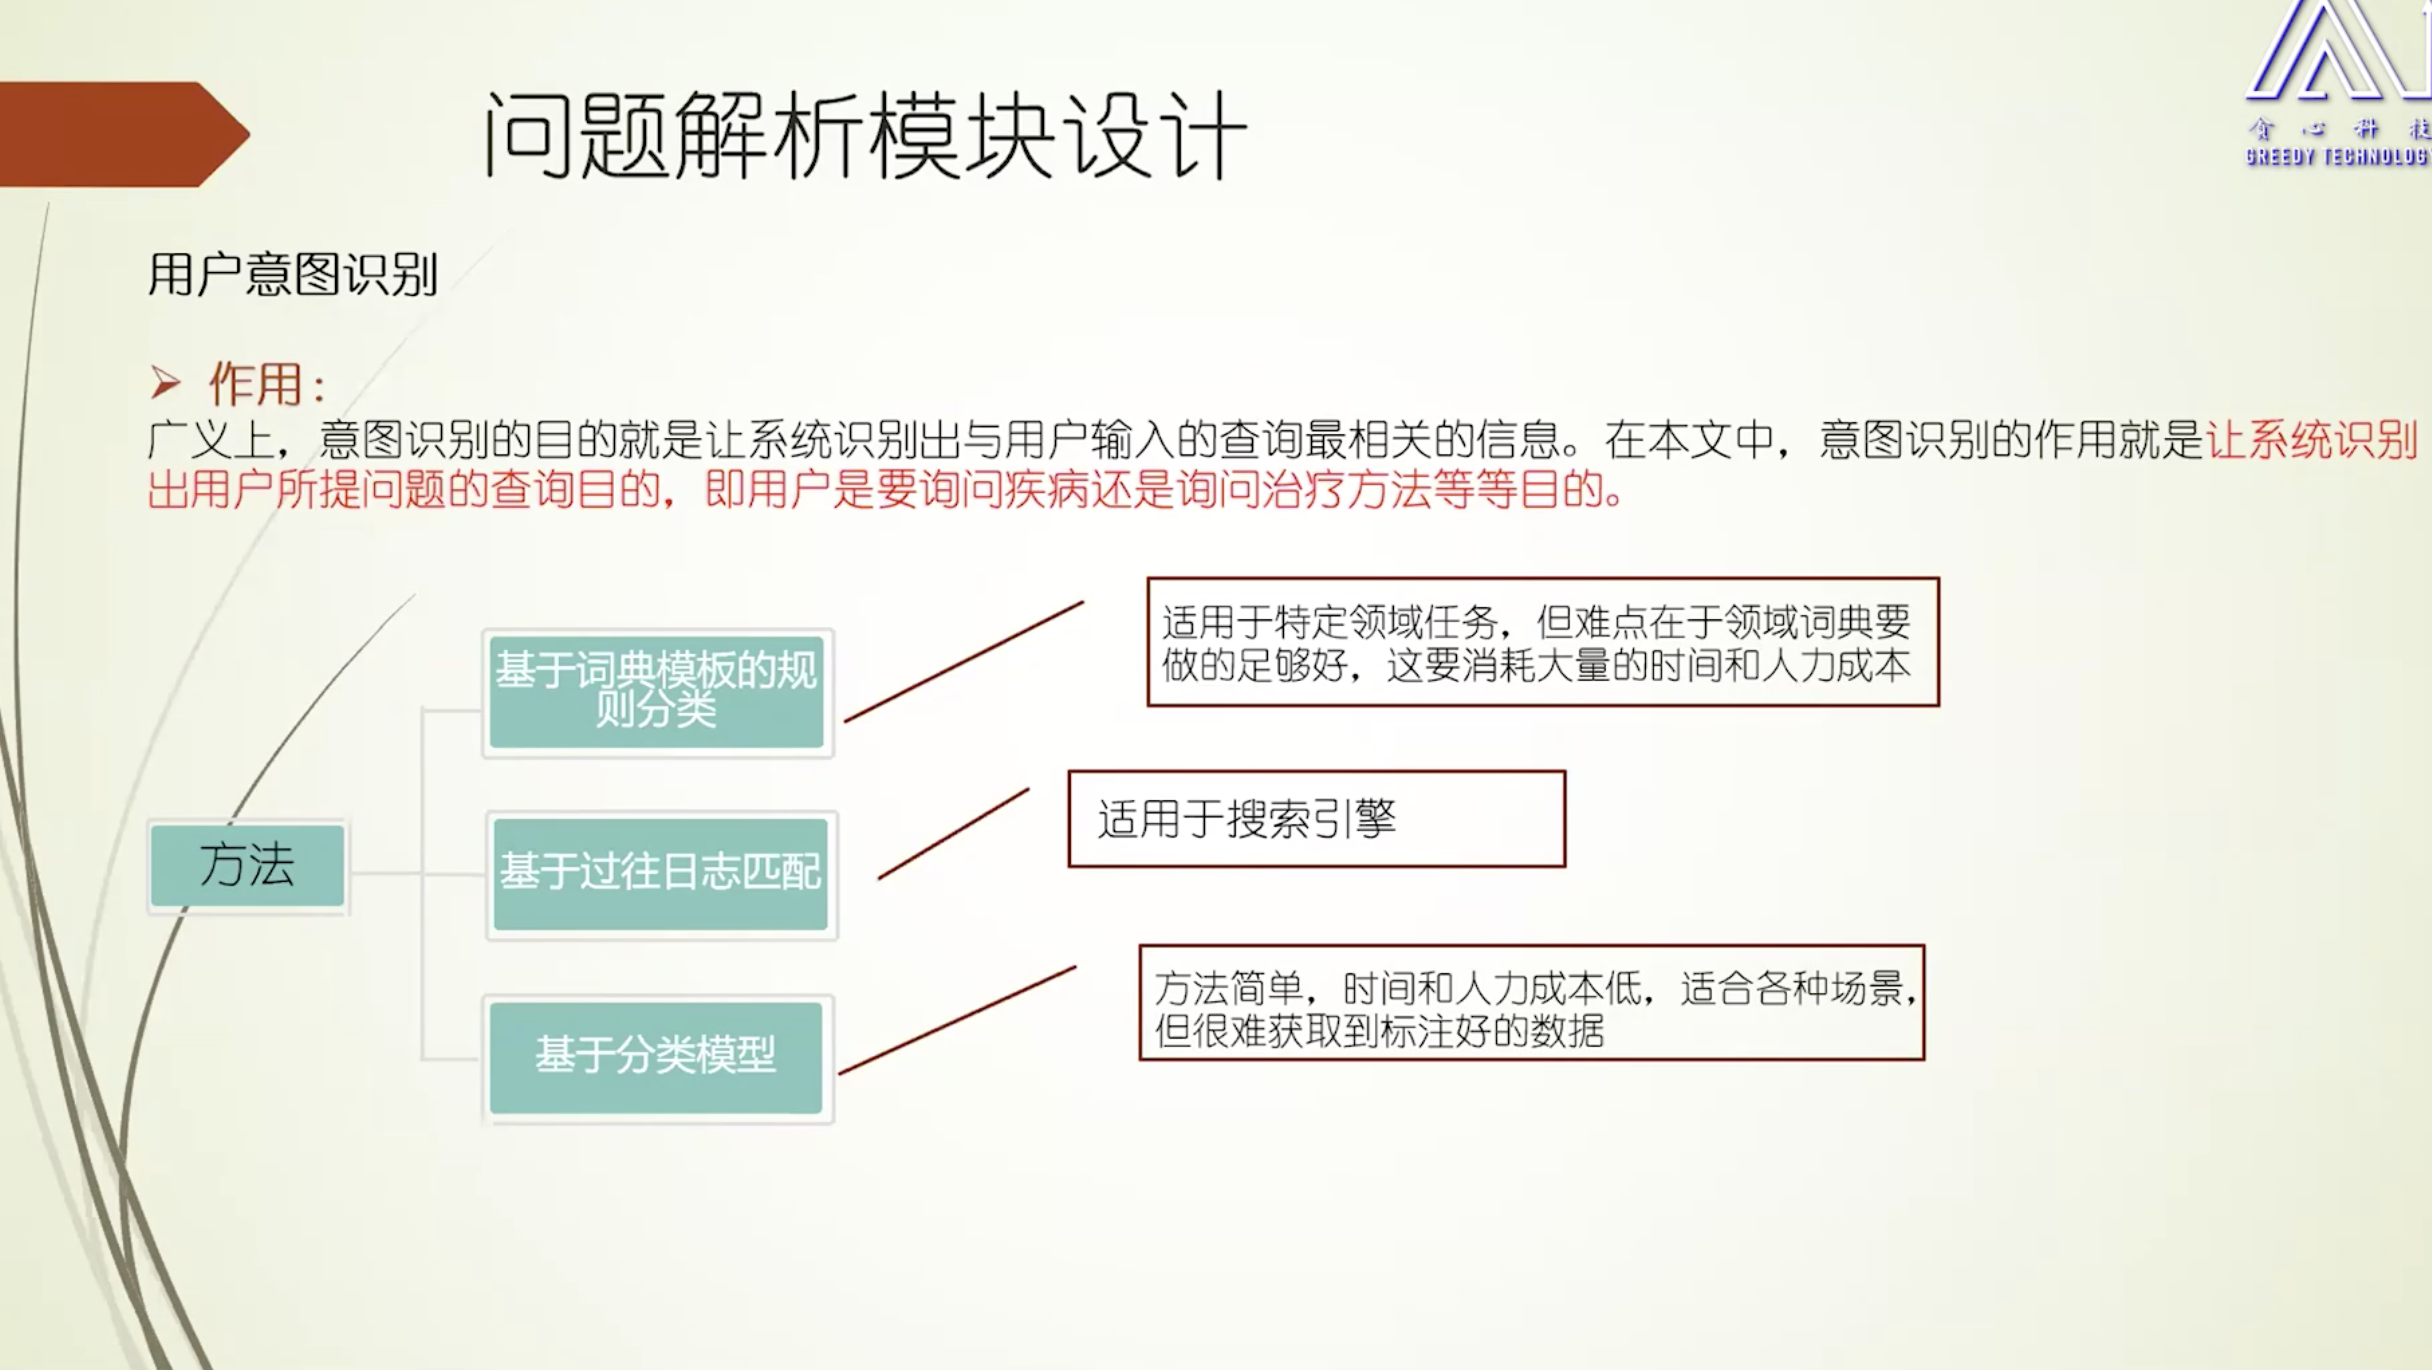 问题解析模块设计
贪心科技
GREEDY TECHNOLOGY
用户意图识别
作用：
广义上，意图识别的目的就是让系统识别出与用户输入的查询最相关的信息。在本文中，意图识别的作用就是让系统识别
出用户所提问题的查询目的，即用户是要询问疾病还是询问治疗方法等等目的。
方法
基于词典模板的规
则分类
适用于特定领域任务，但难点在于领域词典要
做的足够好，这要消耗大量的时间和人力成本
基于过往日志匹配
适用于搜索引擎
基于分类模型
方法简单，时间和人力成本低，适合各种场景，
但很难获取到标注好的数据